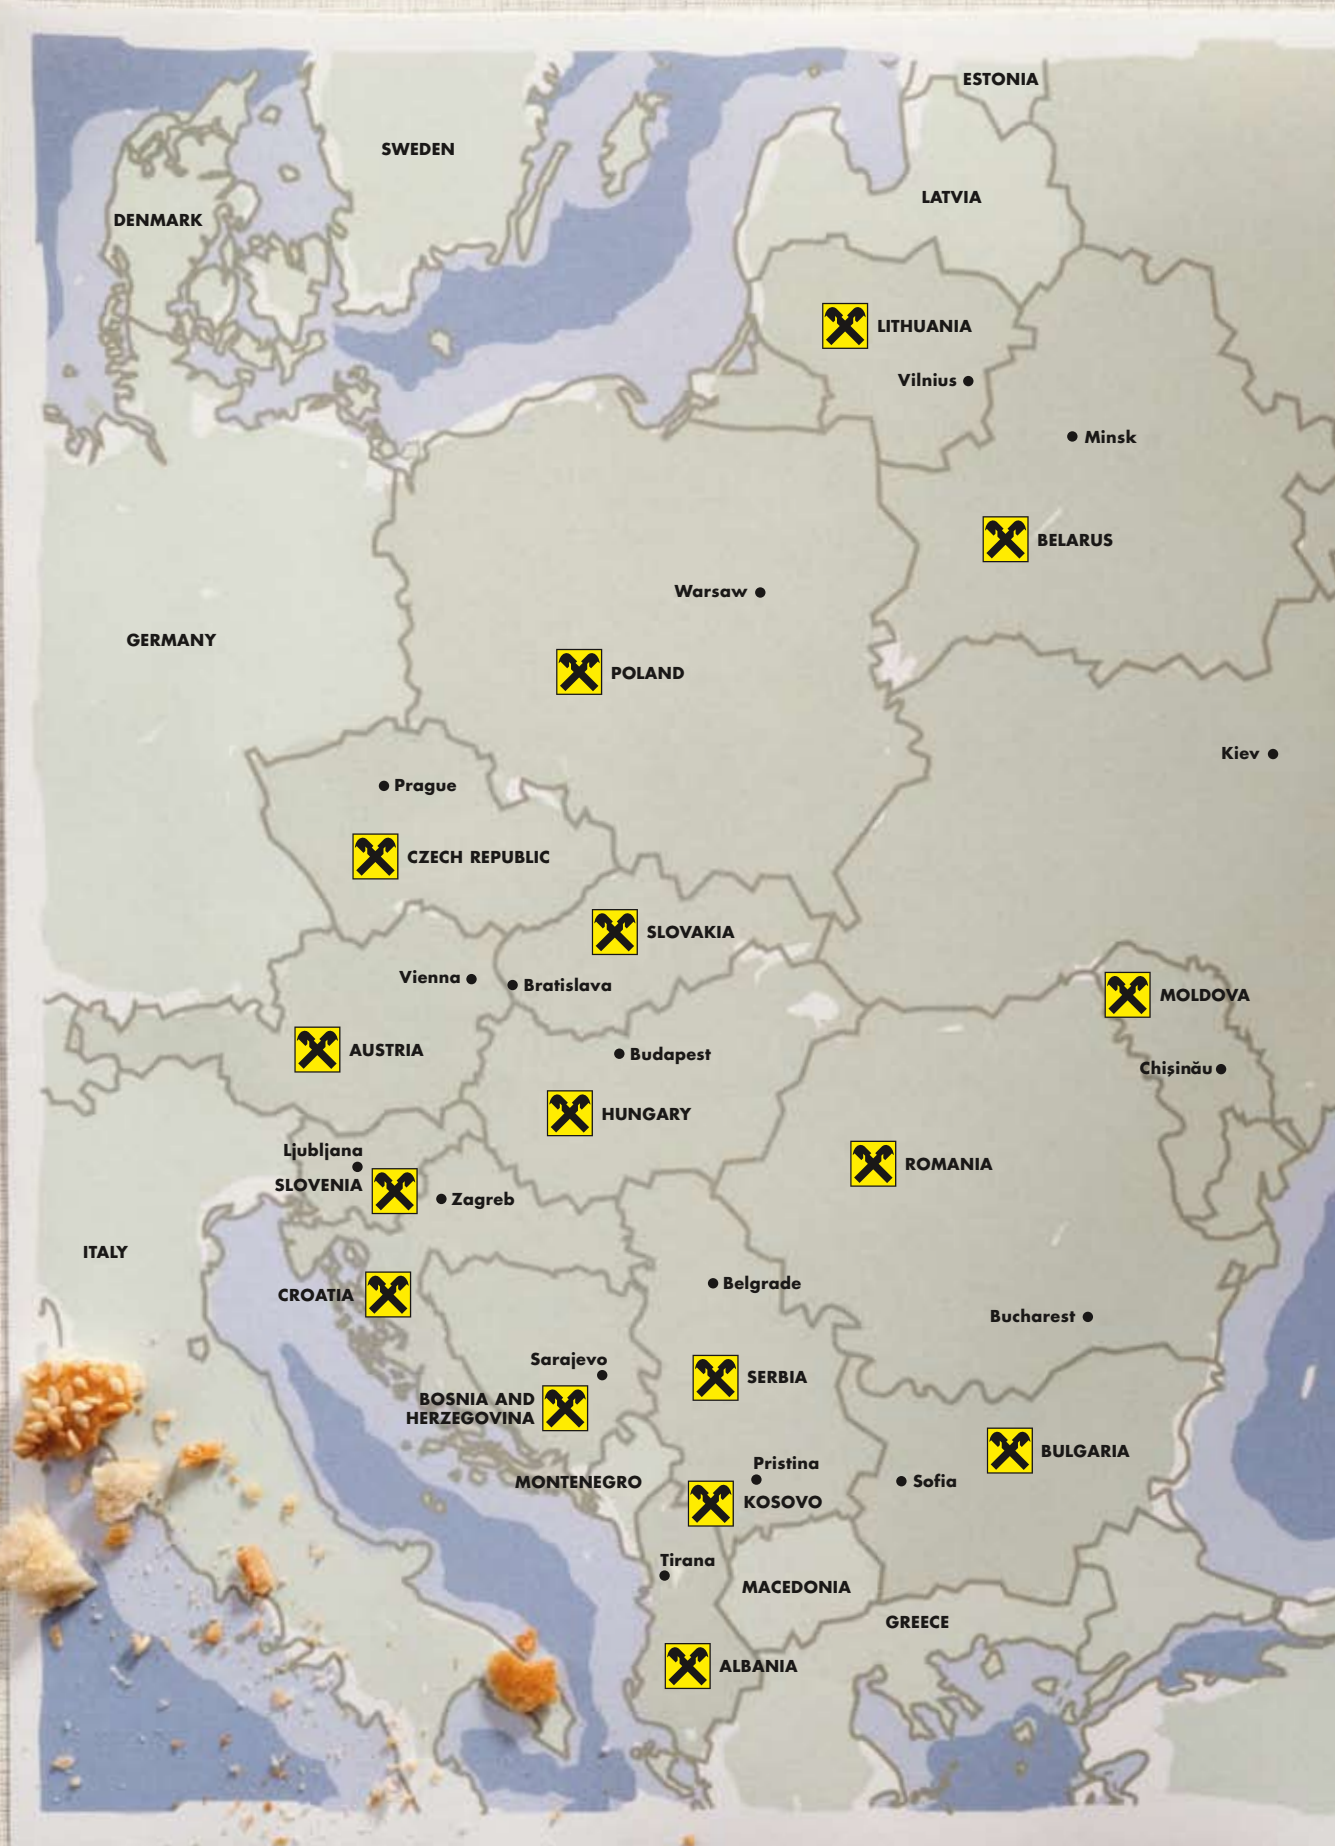 ESTONIA
SWEDEN
LATVIA
DENMARK
LITHUANIA
Vilnius
Minsk
BELARUS
Warsaw
GERMANY
POLAND
Kiev
Prague
CZECH REPUBLIC
SLOVAKIA
Vienna
Bratislava
MOLDOVA
AUSTRIA
Budapest
Chişinău
HUNGARY
Ljubljana
ROMANIA
SLOVENIA
Zagreb
ITALY
Belgrade
CROATIA
Bucharest
Sarajevo
SERBIA
BOSNIA AND
HERZEGOVINA
BULGARIA
Pristina
MONTENEGRO
Sofia
KOSOVO
Tirana
MACEDONIA
GREECE
ALBANIA